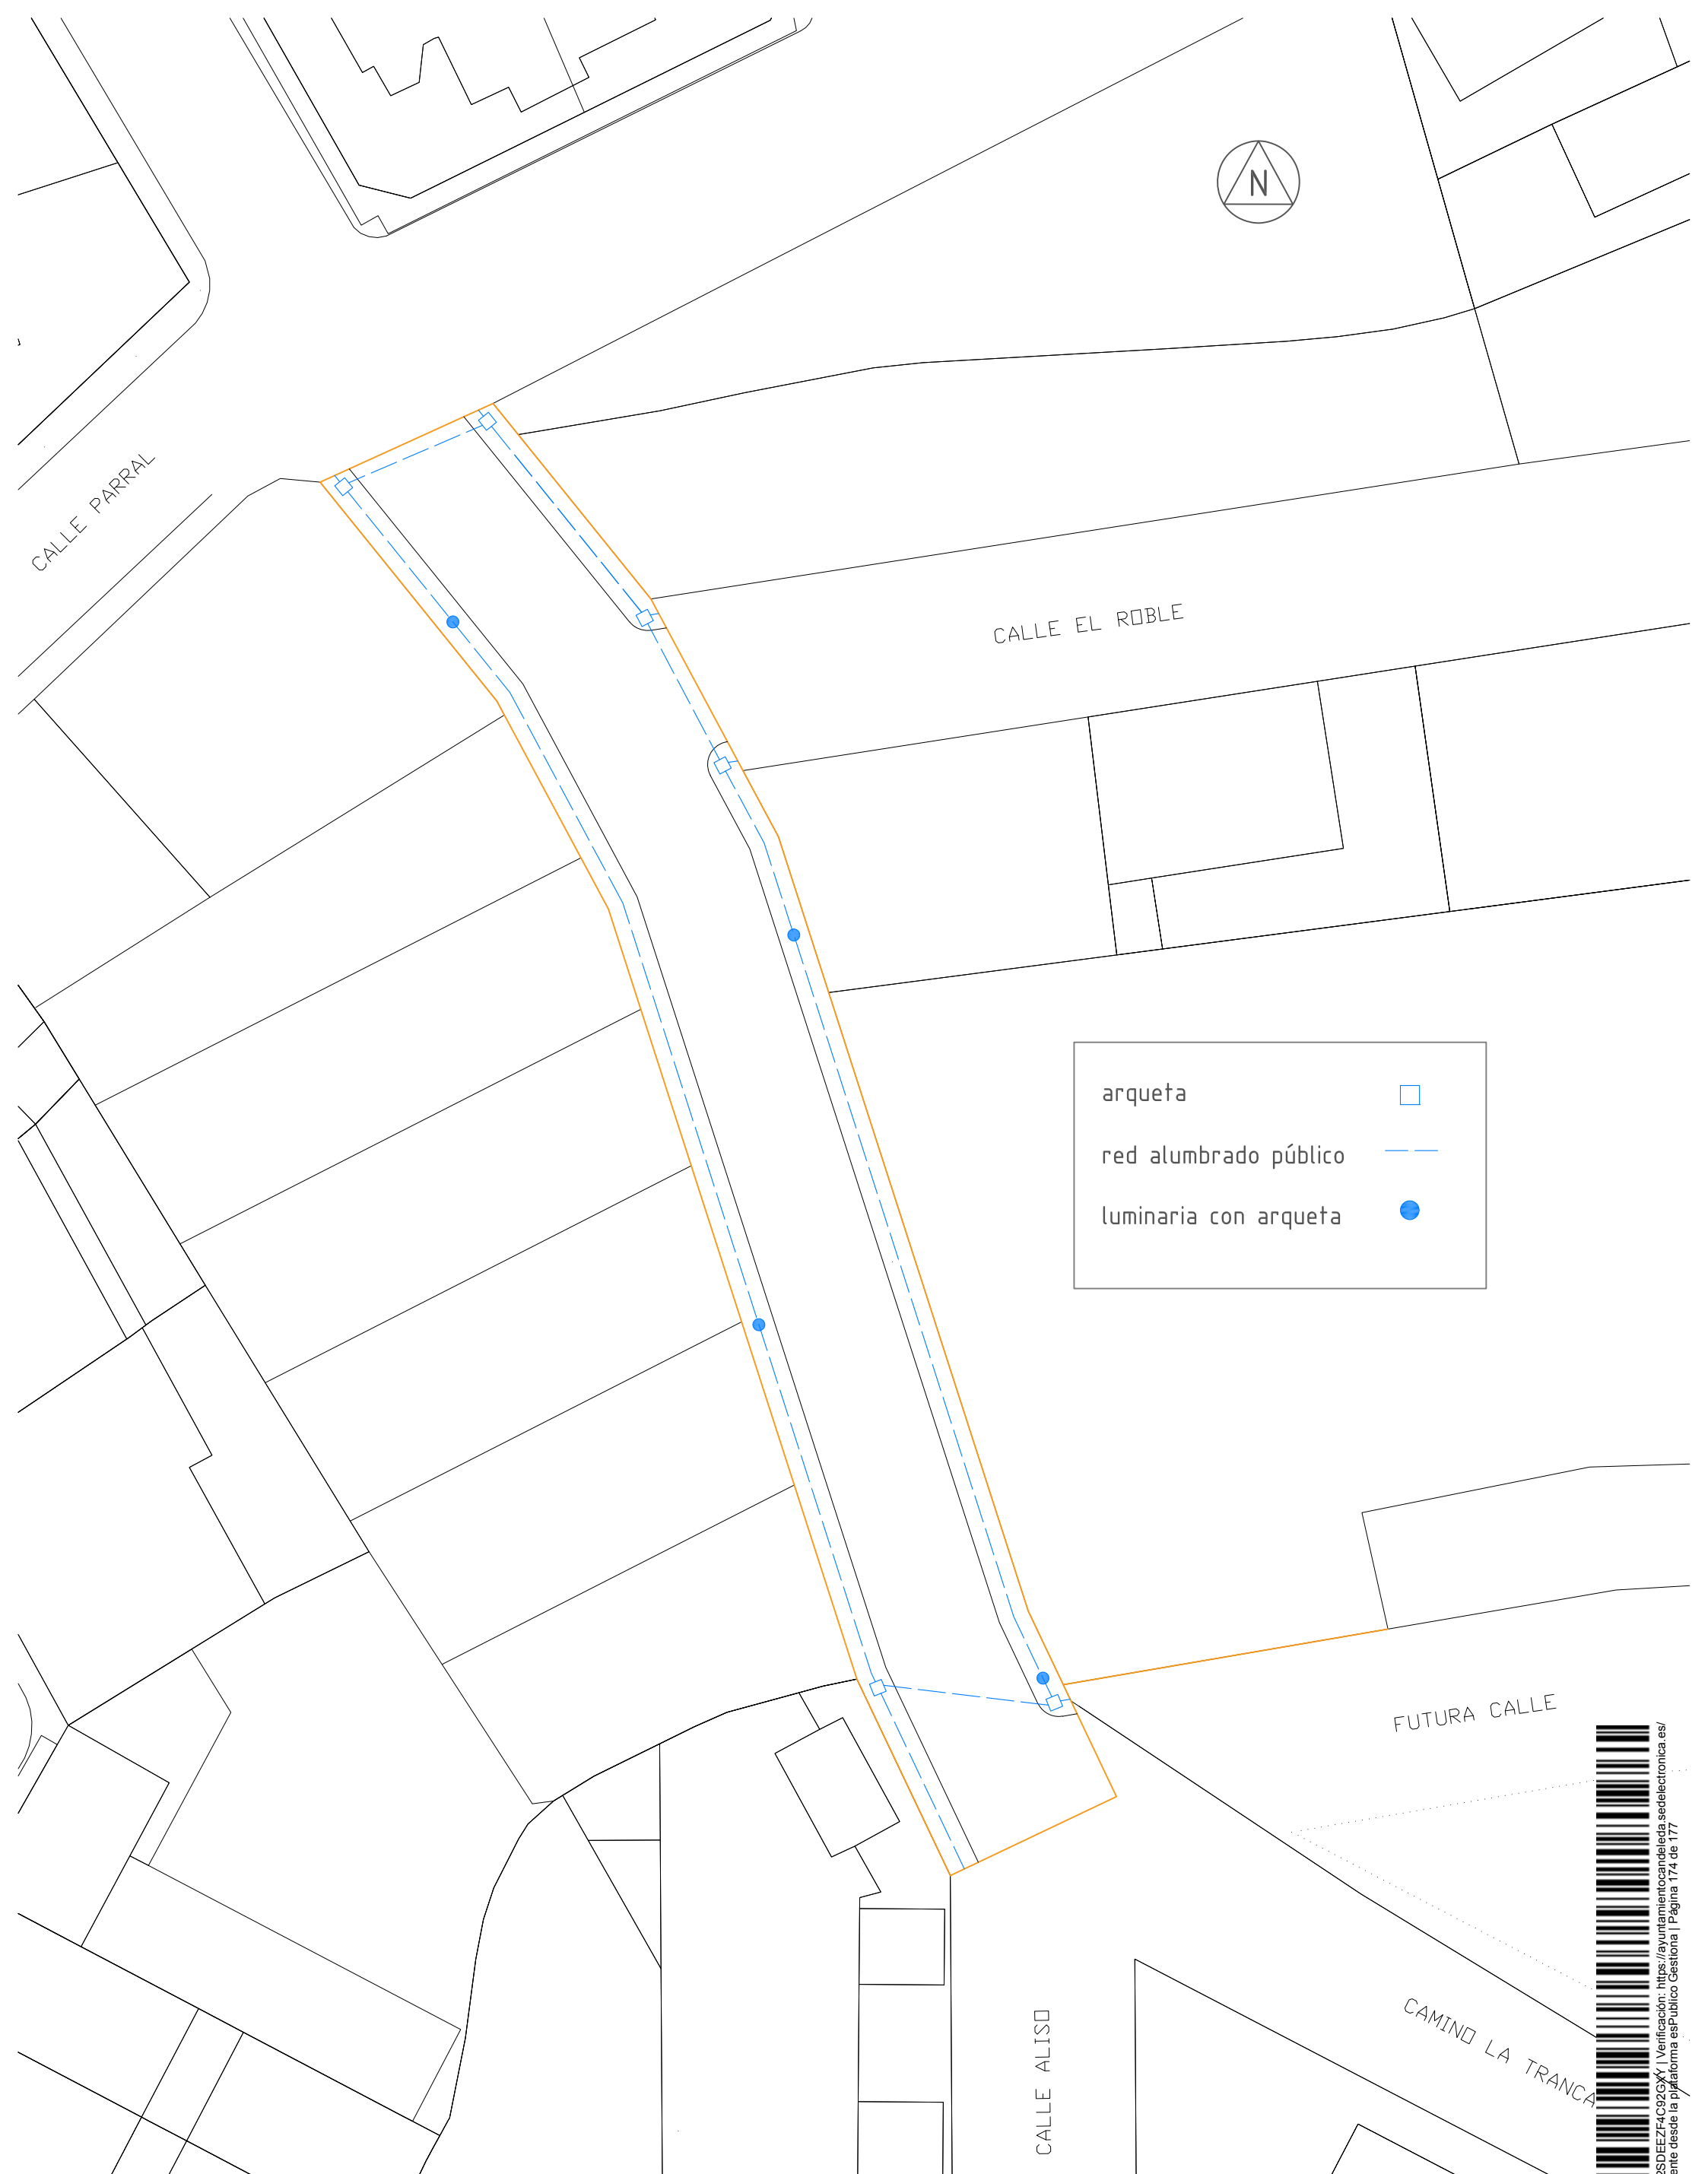 N
CALLE PARRAL
CALLE EL ROBLE
arqueta
red alumbrado público
luminaria con arqueta
FUTURA CALLE
CAMINO LA TRANCA
CALLE ALISO
SDEEZF4C92GXY | Verificación: https://ayuntamientocandeleda.sedelectronica.es/
desde la plataforma esPublico Gestiona | Página 174 de 177